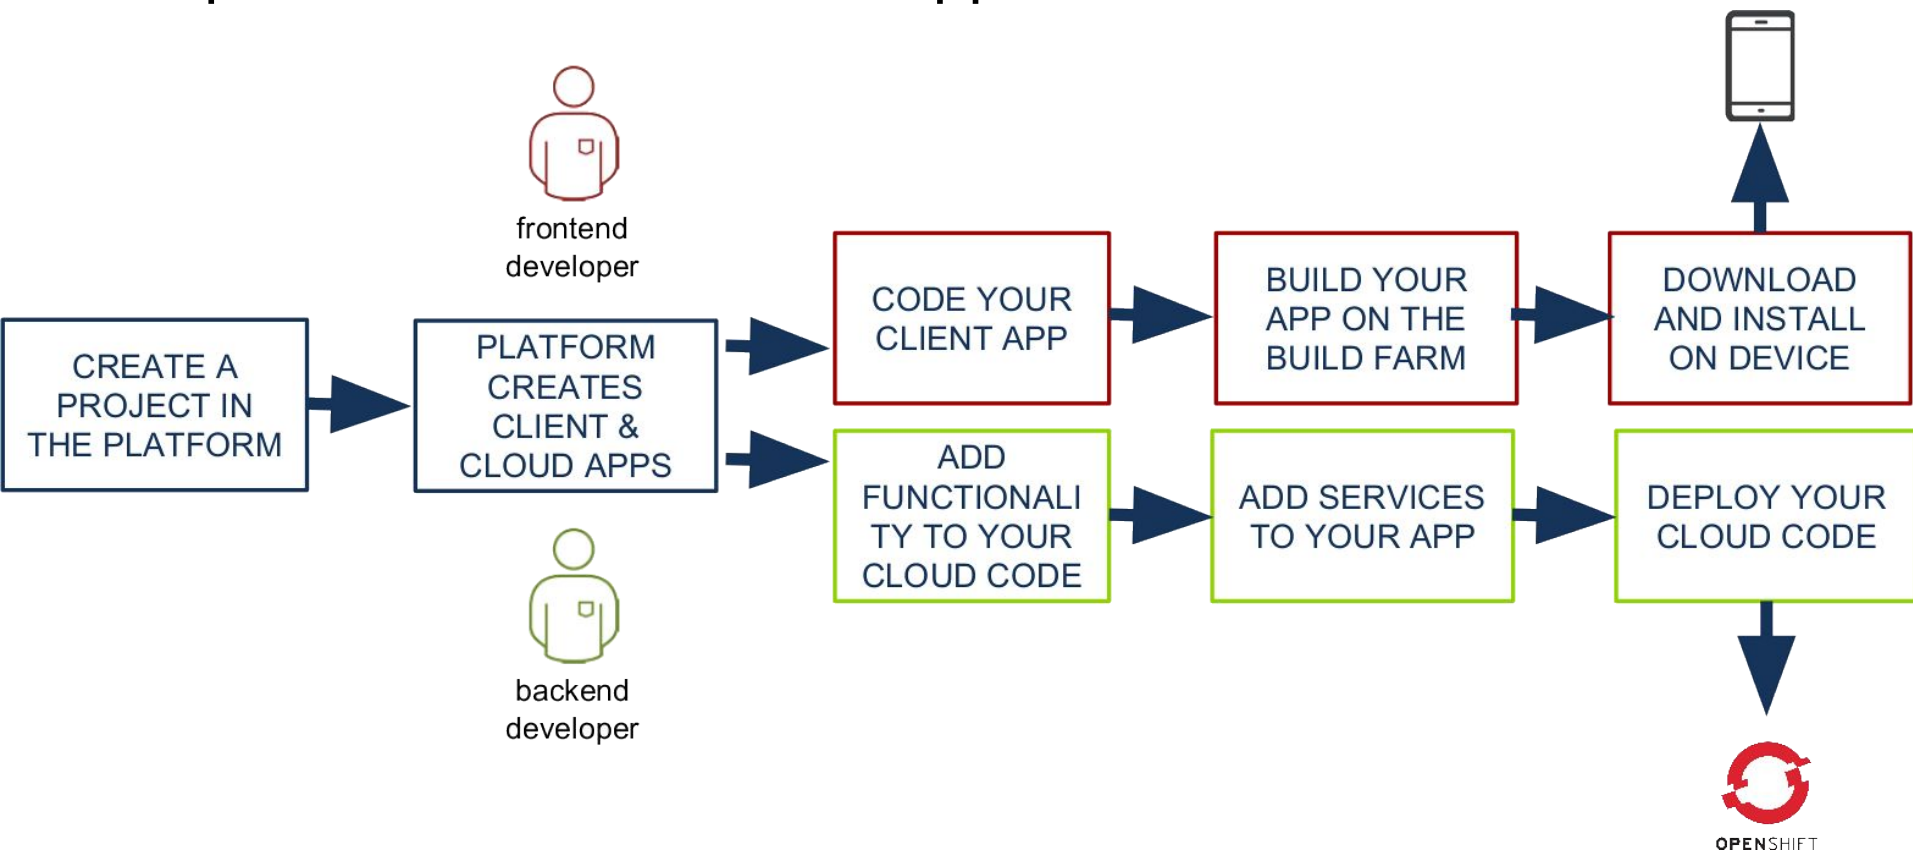 frontend
developer
CREATE A
PROJECT IN
THE PLATFORM
PLATFORM
CREATES
CLIENT &
CLOUD APPS
CODE YOUR
CLIENT APP
BUILD YOUR
APP ON THE
BUILD FARM
DOWNLOAD
AND INSTALL
ON DEVICE
ADD
FUNCTIONALI
TY TO YOUR
CLOUD CODE
ADD SERVICES
TO YOUR APP
DEPLOY YOUR
CLOUD CODE
backend
developer
OPENSHIFT